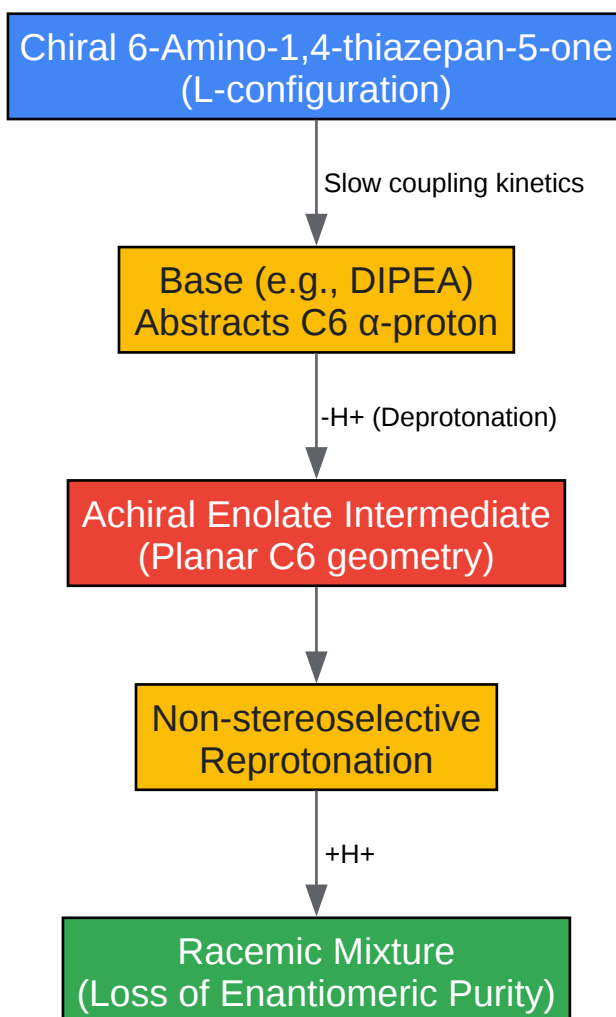 Chiral 6-Amino-1,4-thiazepan-5-one
(L-configuration)
Slow coupling kinetics
Base (e.g., DIPEA)
Abstracts C6 α-proton
-H+ (Deprotonation)
Achiral Enolate Intermediate
(Planar C6 geometry)
Non-stereoselective
Reprotonation
+H+
Racemic Mixture
(Loss of Enantiomeric Purity)